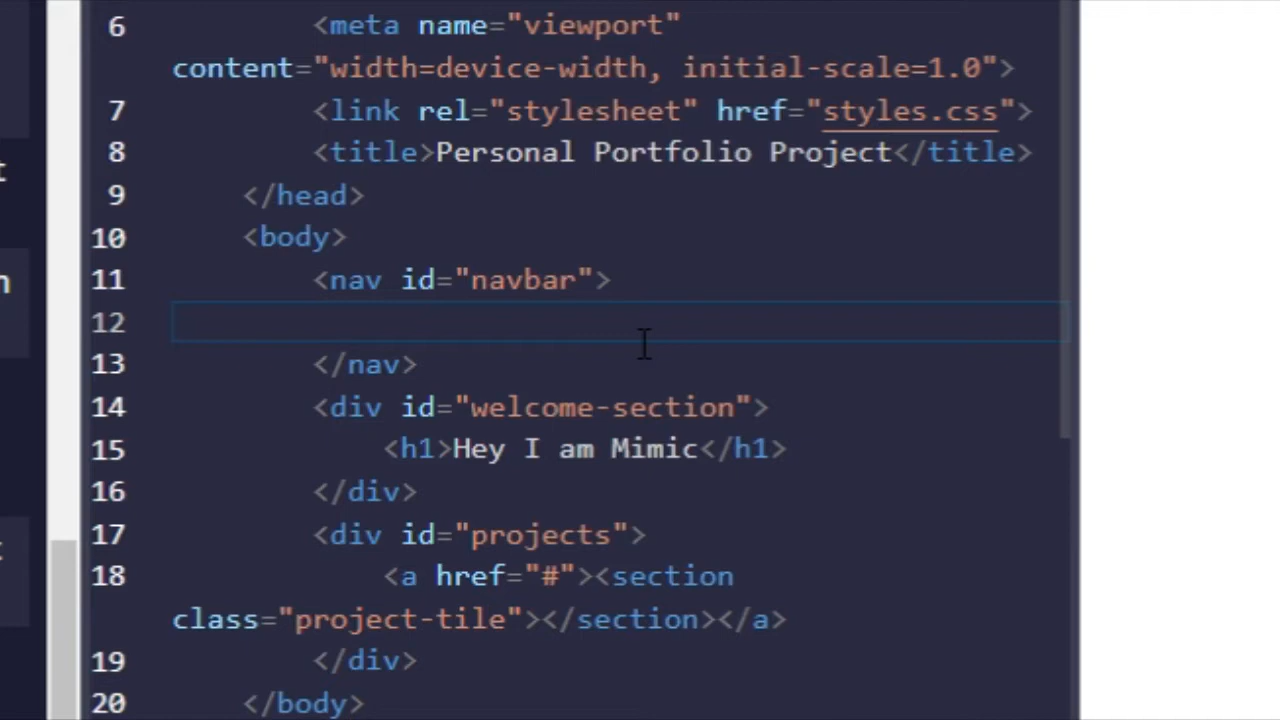 6 <meta name="viewport"
content="width=device-width, initial-scale=1.0">
7 <link rel="stylesheet" href="styles.css">
8 <title>Personal Portfolio Project</title>
9 </head>
10 <body>
11 <nav id="navbar">
12
13 </nav>
14 <div id="welcome-section">
15 <h1>Hey I am Mimic</h1>
16 </div>
17 <div id="projects">
18 <a href="#"><section
class="project-tile"></section></a>
19 </div>
20 </body>